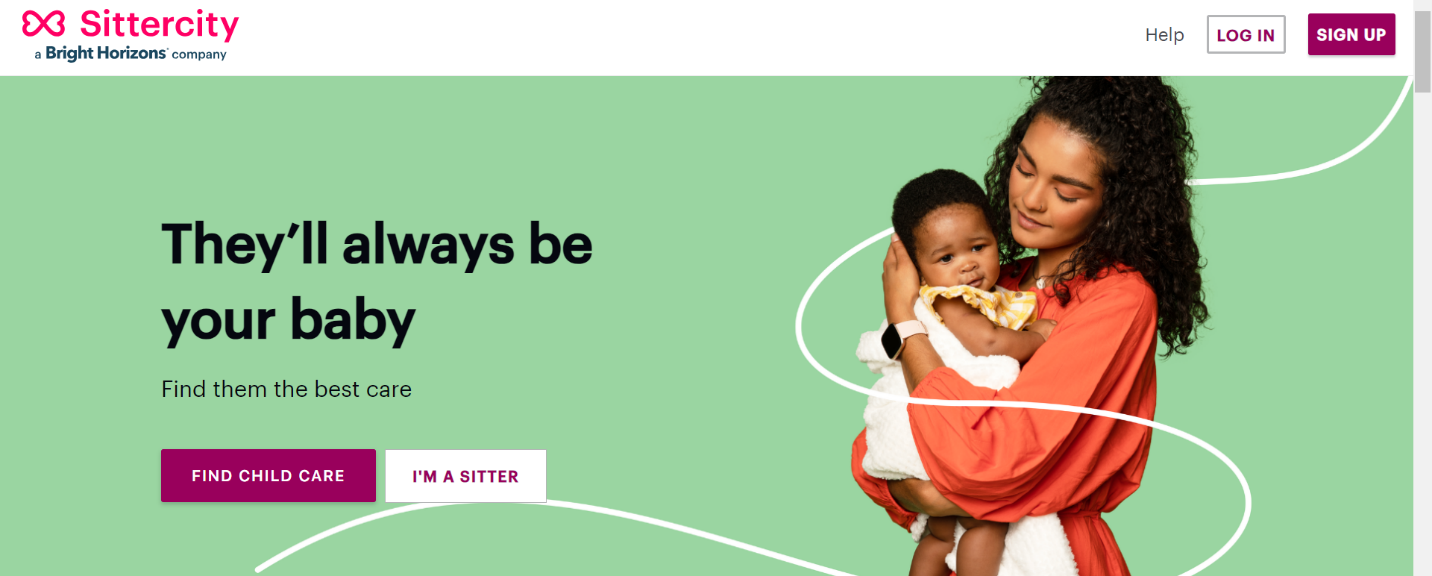 Sittercity
a Bright Horizons® company
Help
LOG IN
SIGN UP
They’ll always be
your baby
Find them the best care
FIND CHILD CARE
I'M A SITTER